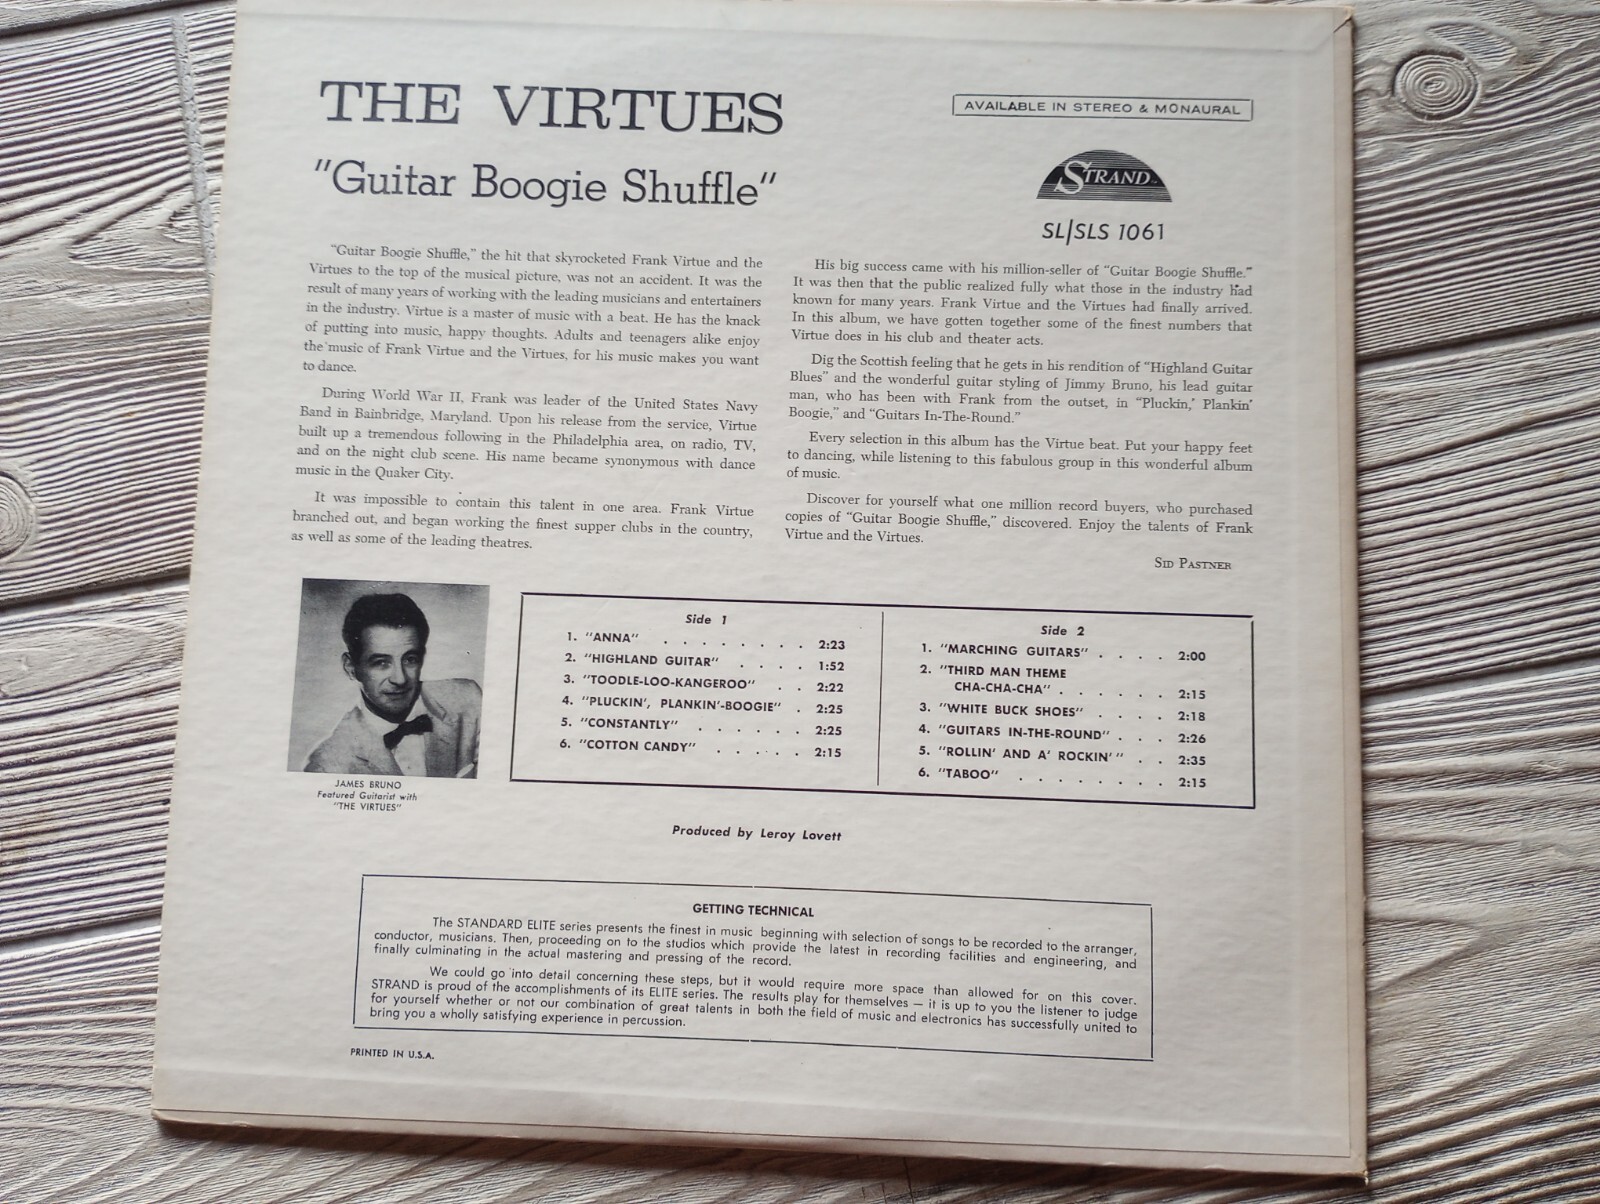 THE VIRTUES
"Guitar Boogie Shuffle"
AVAILABLE IN STEREO & MONAURAL
STRAND
SL/SLS 1061
"Guitar Boogie Shuffle," the hit that skyrocketed Frank Virtue and the
Virtues to the top of the musical picture, was not an accident. It was the
result of many years of working with the leading musicians and entertainers
in the industry. Virtue is a master of music with a beat. He has the knack
of putting into music, happy thoughts. Adults and teenagers alike enjoy
the music of Frank Virtue and the Virtues, for his music makes you want
to dance.
During World War II, Frank was leader of the United States Navy
Band in Bainbridge, Maryland. Upon his release from the service, Virtue
built up a tremendous following in the Philadelphia area, on radio, TV,
and on the night club scene. His name became synonymous with dance
music in the Quaker City.
It was impossible to contain this talent in one area. Frank Virtue
branched out, and began working the finest supper clubs in the country,
as well as some of the leading theatres.
His big success came with his million-seller of "Guitar Boogie Shuffle."
It was then that the public realized fully what those in the industry had
known for many years. Frank Virtue and the Virtues had finally arrived.
In this album, we have gotten together some of the finest numbers that
Virtue does in his club and theater acts.
Dig the Scottish feeling that he gets in his rendition of "Highland Guitar
Blues" and the wonderful guitar styling of Jimmy Bruno, his lead guitar
man, who has been with Frank from the outset, in "Pluckin,' Plankin'
Boogie," and "Guitars In-The-Round."
Every selection in this album has the Virtue beat. Put your happy feet
to dancing, while listening to this fabulous group in this wonderful album
of music.
Discover for yourself what one million record buyers, who purchased
copies of "Guitar Boogie Shuffle," discovered. Enjoy the talents of Frank
Virtue and the Virtues.
SID PASTNER
JAMES BRUNO
Featured Guitarist with
"THE VIRTUES"
Side 1
1. "ANNA" . . . . . . . . 2:23
2. "HIGHLAND GUITAR" . . . . 1:52
3. "TOODLE-LOO-KANGEROO" . . 2:22
4. "PLUCKIN', PLANKIN'-BOOGIE" . 2:25
5. "CONSTANTLY" . . . . . . 2:25
6. "COTTON CANDY" . . . . . 2:15
Side 2
1. "MARCHING GUITARS" . . . . 2:00
2. "THIRD MAN THEME
CHA-CHA-CHA" . . . . . . 2:15
3. "WHITE BUCK SHOES" . . . . 2:18
4. "GUITARS IN-THE-ROUND" . . . 2:26
5. "ROLLIN' AND A' ROCKIN'" . . 2:35
6. "TABOO" . . . . . . . . 2:15
Produced by Leroy Lovett
GETTING TECHNICAL
The STANDARD ELITE series presents the finest in music beginning with selection of songs to be recorded to the arranger,
conductor, musicians. Then, proceeding on to the studios which provide the latest in recording facilities and engineering, and
finally culminating in the actual mastering and pressing of the record.
We could go into detail concerning these steps, but it would require more space than allowed for on this cover.
STRAND is proud of the accomplishments of its ELITE series. The results play for themselves — it is up to you the listener to judge
for yourself whether or not our combination of great talents in both the field of music and electronics has successfully united to
bring you a wholly satisfying experience in percussion.
PRINTED IN U.S.A.